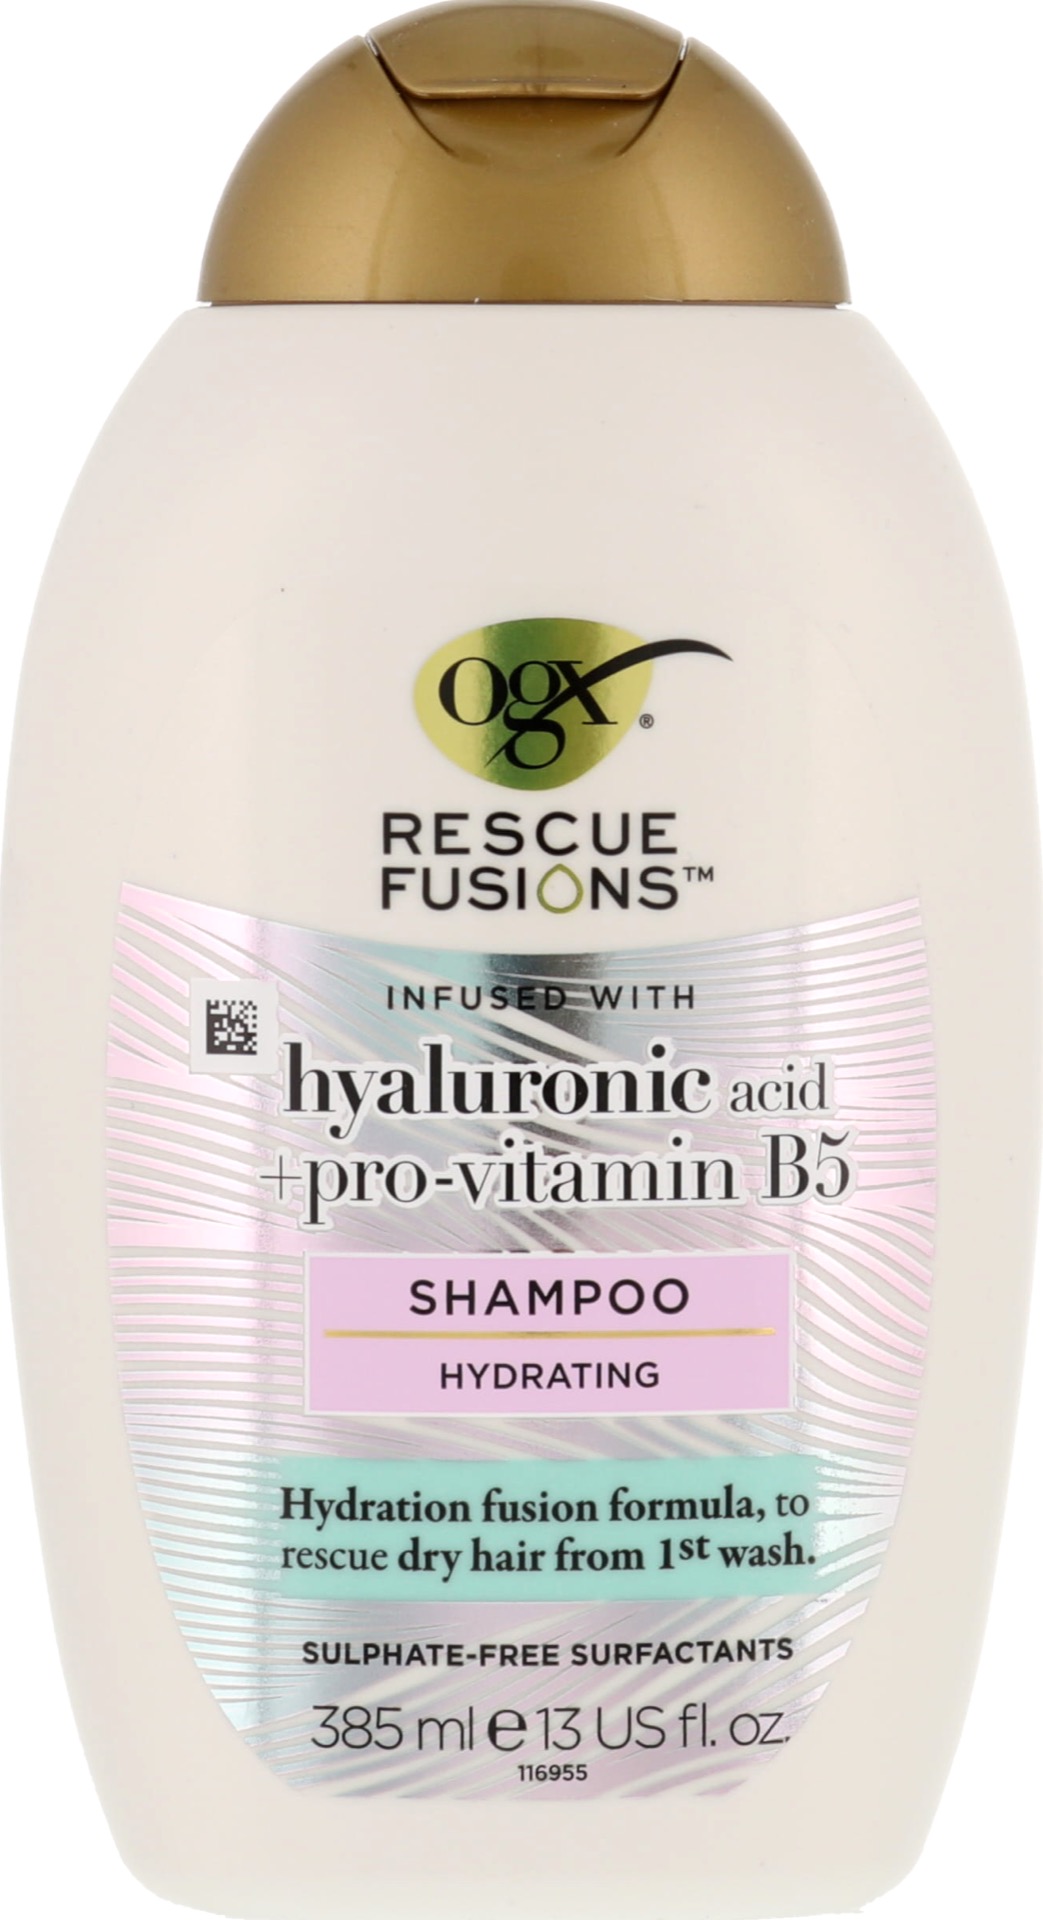 ogx®
RESCUE
FUSIONS™
INFUSED WITH
hyaluronic acid
+pro-vitamin B5
SHAMPOO
HYDRATING
Hydration fusion formula, to
rescue dry hair from 1st wash.
SULPHATE-FREE SURFACTANTS
385 ml e 13 US fl. oz.
116955